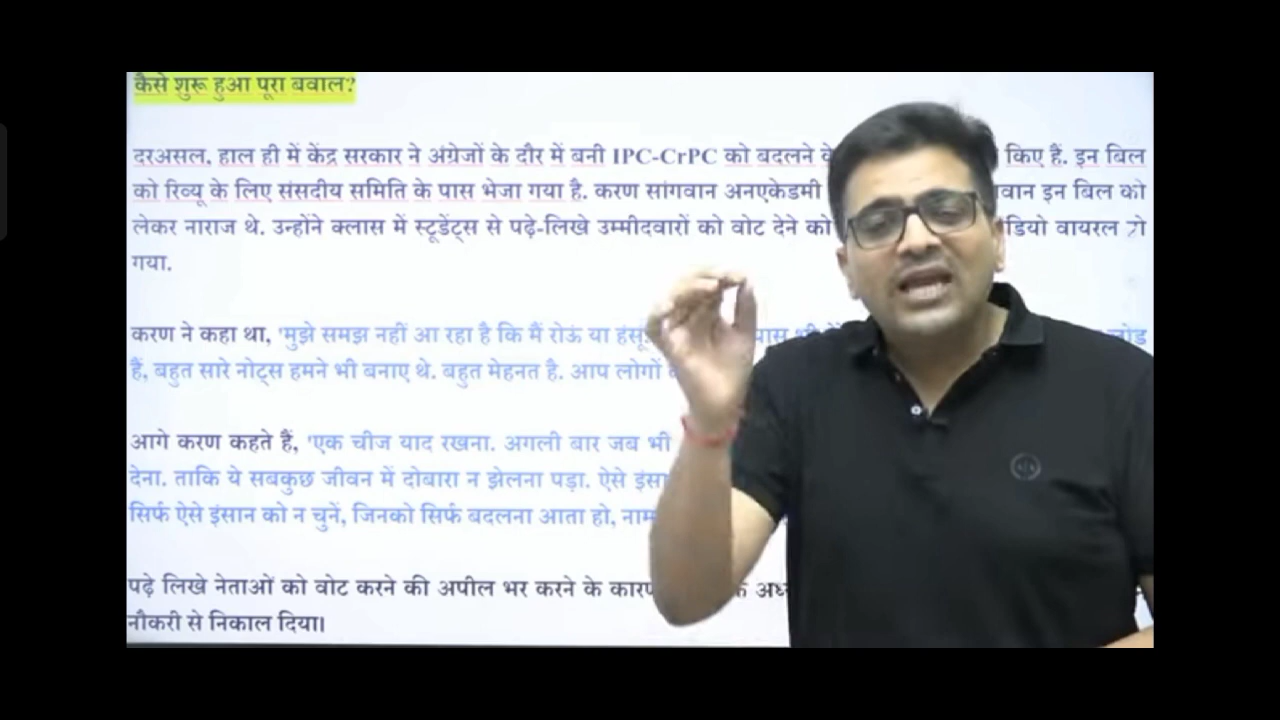 कैसे शुरू हुआ पूरा बवाल?
दरअसल, हाल ही में केंद्र सरकार ने अंग्रेजों के दौर में बनी IPC-CrPC को बदलने किए हैं. इन बिल
को रिव्यू के लिए संसदीय समिति के पास भेजा गया है. करण सांगवान अनएकेडमी इन बिल को
लेकर नाराज थे. उन्होंने क्लास में स्टूडेंट्स से पढ़े-लिखे उम्मीदवारों को वोट देने को वायरल हो
गया.
करण ने कहा था, 'मुझे समझ नहीं आ रहा है कि मैं रोऊं या पास
हैं, बहुत सारे नोट्स हमने भी बनाए थे. बहुत मेहनत है. आप लोगों
आगे करण कहते हैं, 'एक चीज याद रखना. अगली बार जब भी
देना. ताकि ये सबकुछ जीवन में दोबारा न झेलना पड़ा. ऐसे
सिर्फ ऐसे इंसान को न चुनें, जिनको सिर्फ बदलना आता हो,
पढ़े लिखे नेताओं को वोट करने की अपील भर करने के
नौकरी से निकाल दिया।